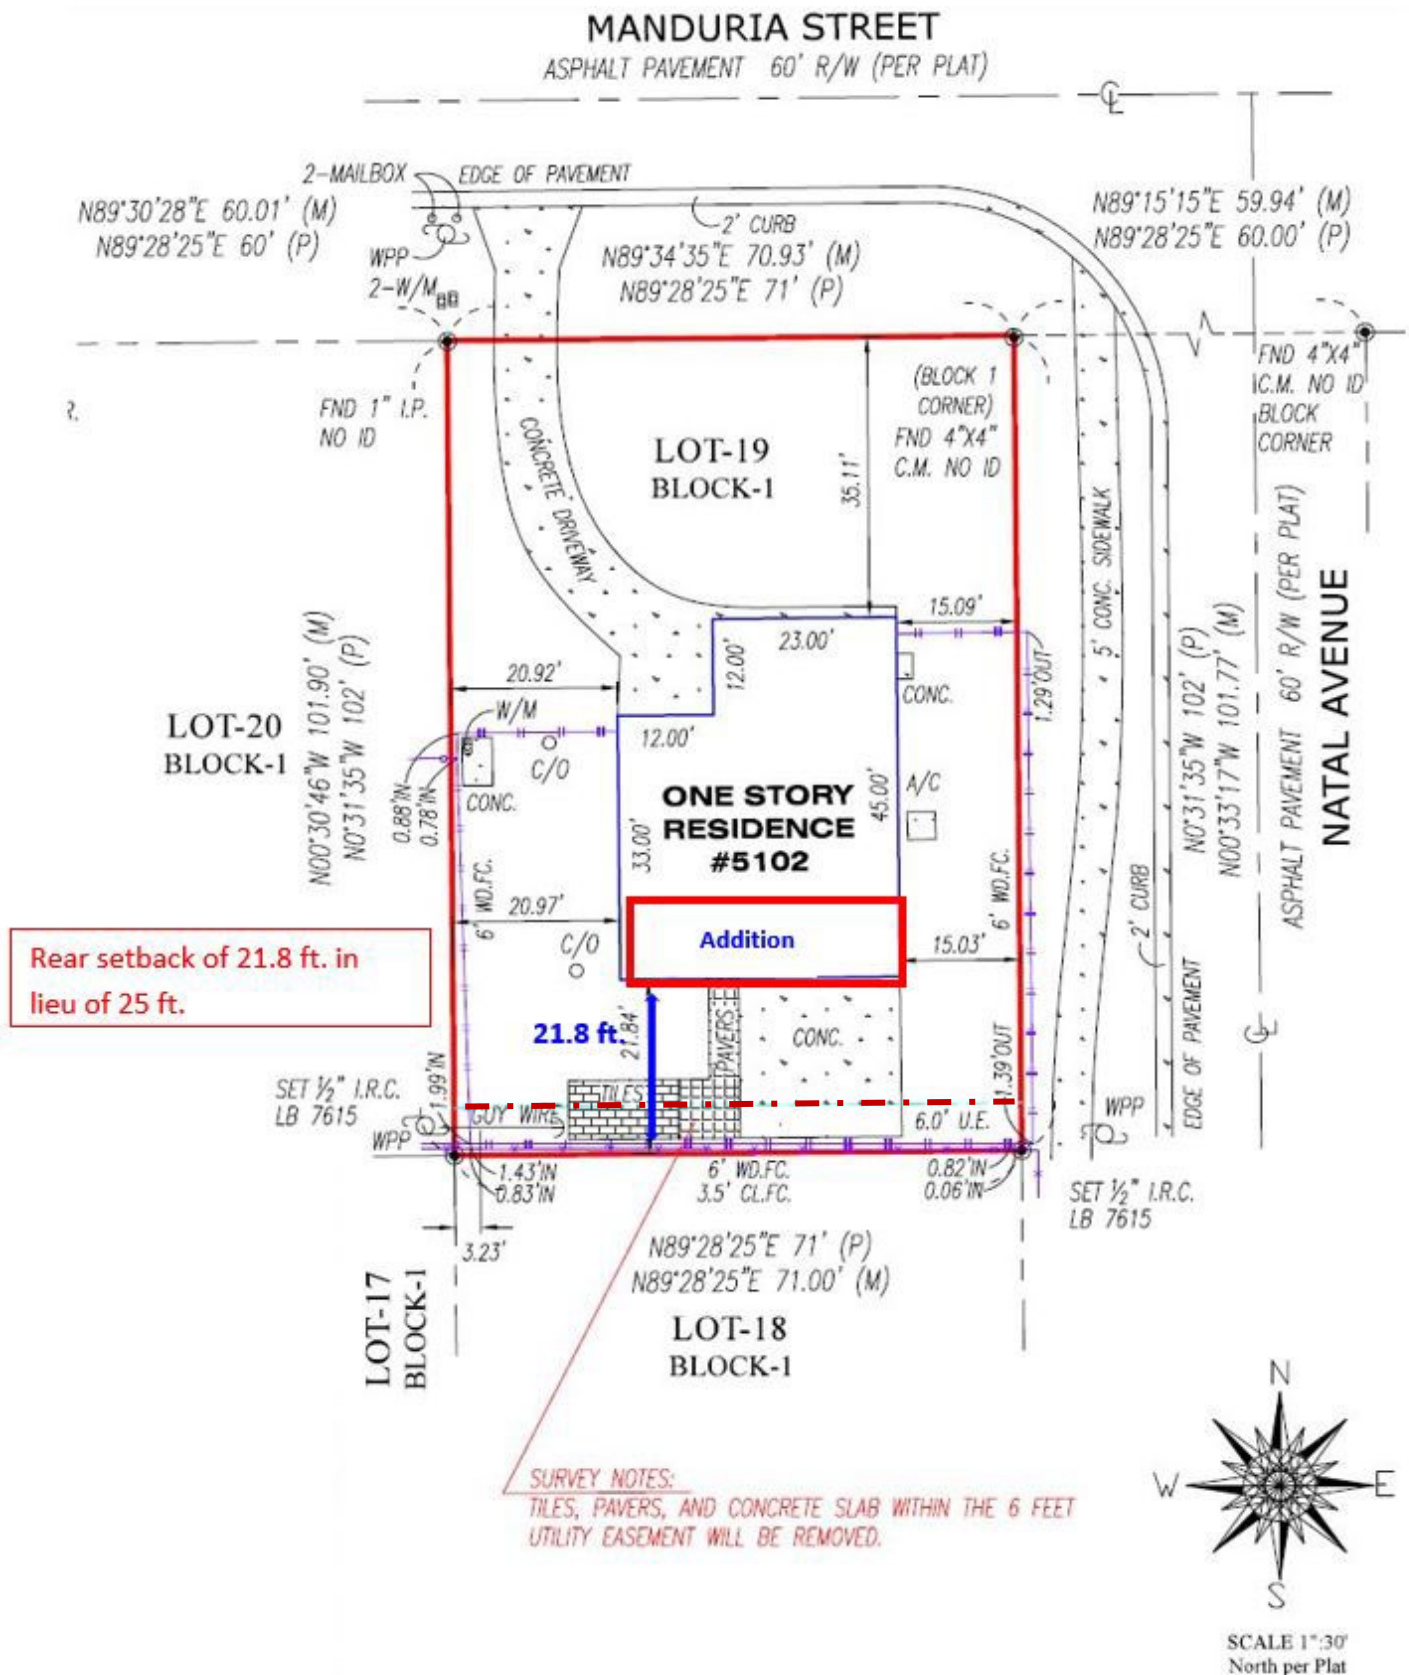 MANDURIA STREET
ASPHALT PAVEMENT 60' R/W (PER PLAT)
CL
2-MAILBOX
EDGE OF PAVEMENT
N89°30'28"E 60.01' (M)
N89°28'25"E 60' (P)
WPP
2-W/M
2' CURB
N89°34'35"E 70.93' (M)
N89°28'25"E 71' (P)
N89°15'15"E 59.94' (M)
N89°28'25"E 60.00' (P)
FND 1" I.P.
NO ID
R.
CONCRETE DRIVEWAY
LOT-19
BLOCK-1
35.11'
(BLOCK 1
CORNER)
FND 4"X4"
C.M. NO ID
FND 4"X4"
C.M. NO ID
BLOCK
CORNER
5' CONC. SIDEWALK
15.09'
23.00'
12.00'
20.92'
W/M
12.00'
C/O
CONC.
CONC.
1.29'OUT
LOT-20
BLOCK-1
N00°30'46"W 101.90' (M)
N0°31'35"W 102' (P)
0.88'IN
0.78'IN
ONE STORY
RESIDENCE
#5102
33.00'
45.00'
A/C
N0°31'35"W 102' (P)
N00°33'17"W 101.77' (M)
ASPHALT PAVEMENT 60' R/W (PER PLAT)
NATAL AVENUE
6' WD.FC.
6' WD.FC.
2' CURB
20.97'
C/O
Addition
15.03'
Rear setback of 21.8 ft. in
lieu of 25 ft.
EDGE OF PAVEMENT
CL
21.8 ft.
21.84'
PAVERS
CONC.
1.99'IN
1.39'OUT
SET ½" I.R.C.
LB 7615
GUY WIRE
TILES
6.0' U.E.
WPP
WPP
1.43'IN
0.83'IN
6' WD.FC.
3.5' CL.FC.
0.82'IN
0.06'IN
SET ½" I.R.C.
LB 7615
3.23'
N89°28'25"E 71' (P)
N89°28'25"E 71.00' (M)
LOT-17
BLOCK-1
LOT-18
BLOCK-1
SURVEY NOTES:
TILES, PAVERS, AND CONCRETE SLAB WITHIN THE 6 FEET
UTILITY EASEMENT WILL BE REMOVED.
N
W
E
S
SCALE 1":30'
North per Plat